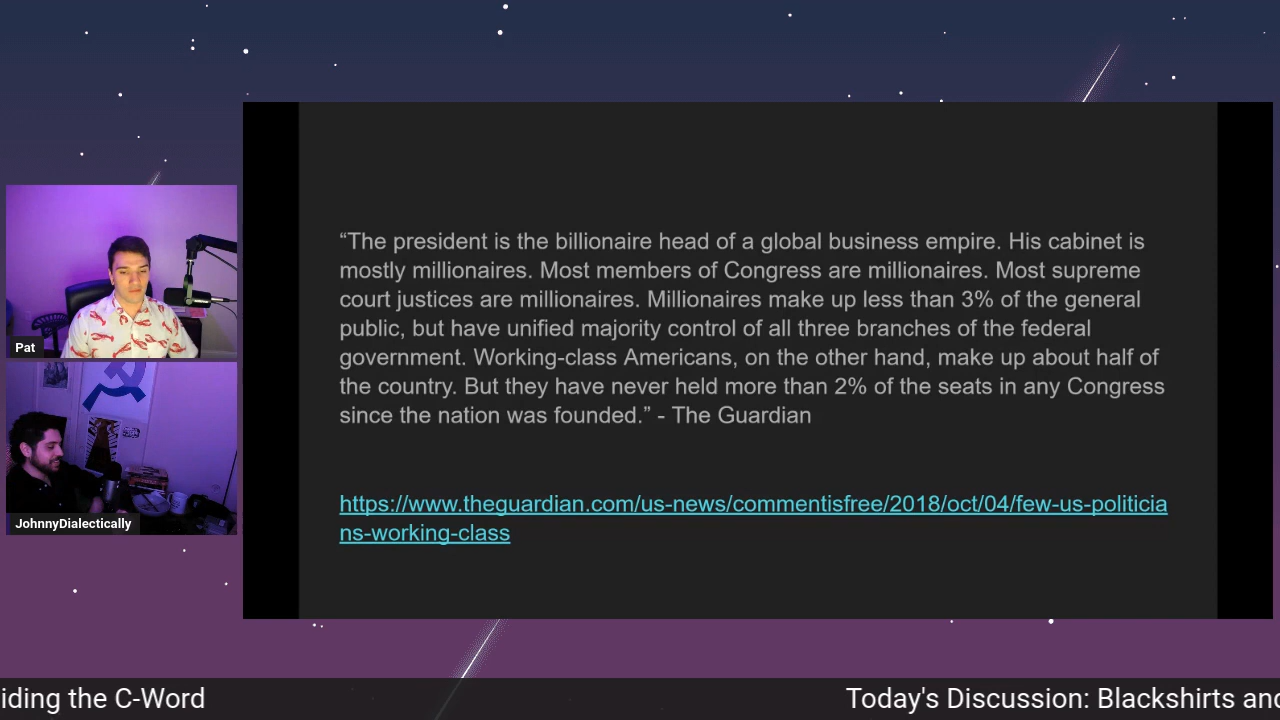 “The president is the billionaire head of a global business empire. His cabinet is
mostly millionaires. Most members of Congress are millionaires. Most supreme
court justices are millionaires. Millionaires make up less than 3% of the general
public, but have unified majority control of all three branches of the federal
government. Working-class Americans, on the other hand, make up about half of
the country. But they have never held more than 2% of the seats in any Congress
since the nation was founded.” - The Guardian
https://www.theguardian.com/us-news/commentisfree/2018/oct/04/few-us-politicia
ns-working-class
Pat
JohnnyDialectically
iding the C-Word
Today's Discussion: Blackshirts and